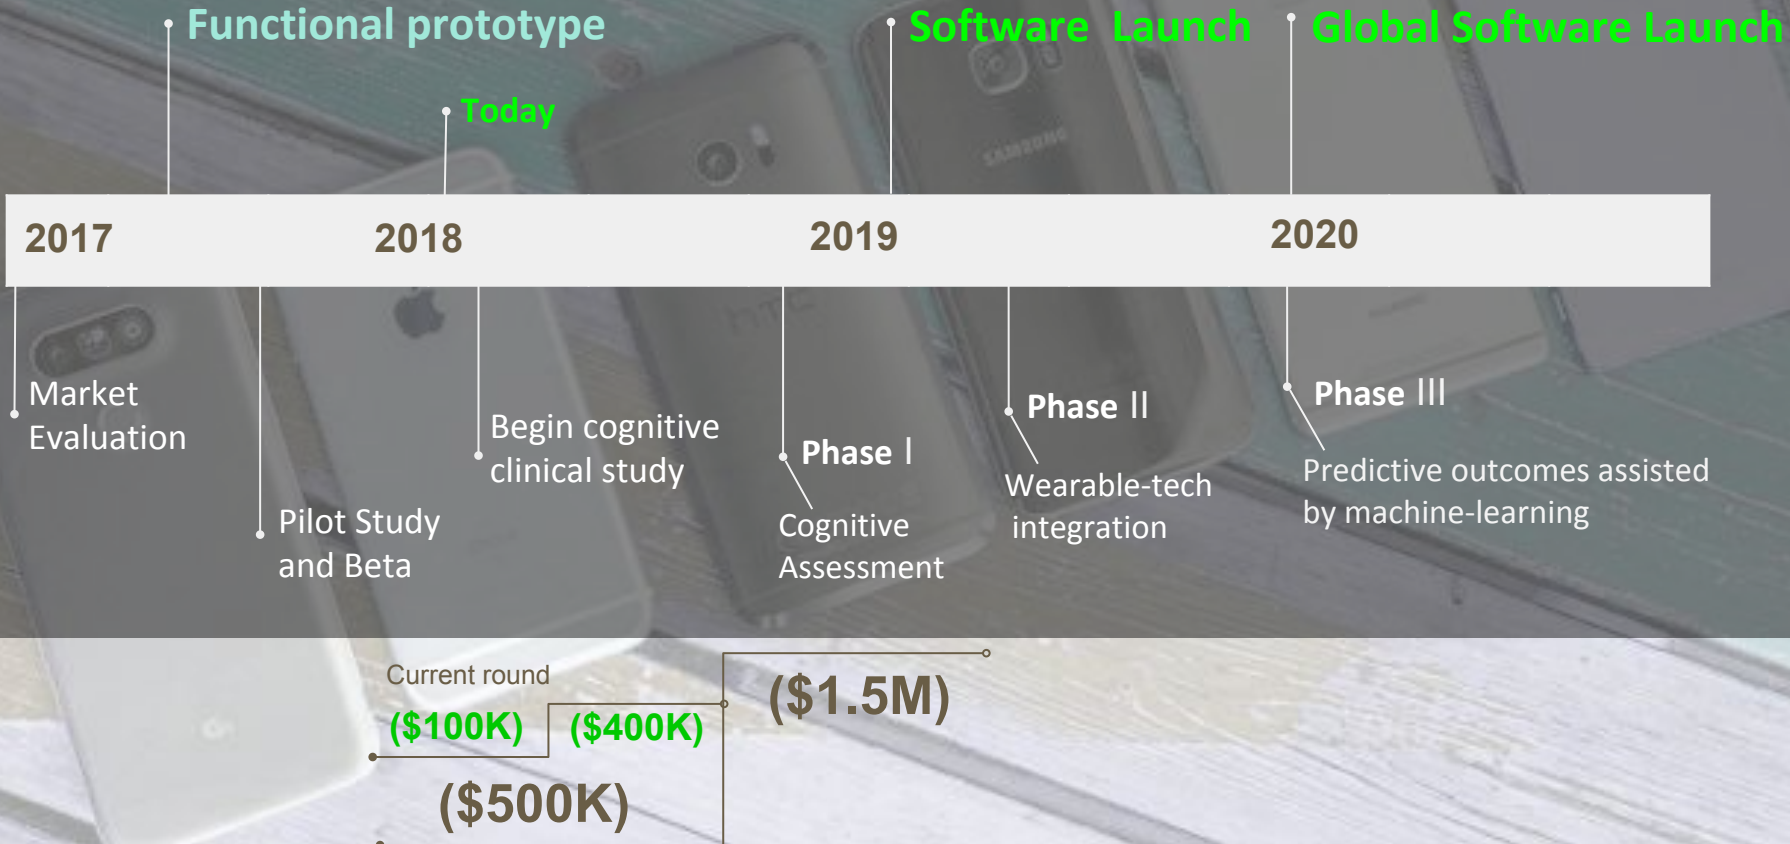 Functional prototype
Software Launch
Global Software Launch
Today
2017
2018
2019
2020
Market
Evaluation
Pilot Study
and Beta
Begin cognitive
clinical study
Phase I
Cognitive
Assessment
Phase II
Wearable-tech
integration
Phase III
Predictive outcomes assisted
by machine-learning
SAMSUNG
hTC
Current round
($100K)
($400K)
($1.5M)
($500K)